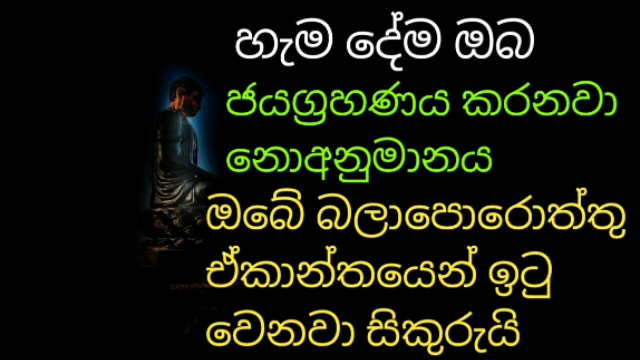 හැම දේම ඔබ
ජයග්‍රහණය කරනවා
නොඅනුමානය
ඔබේ බලාපොරොත්තු
ඒකාන්තයෙන් ඉටු
වෙනවා සිකුරුයි